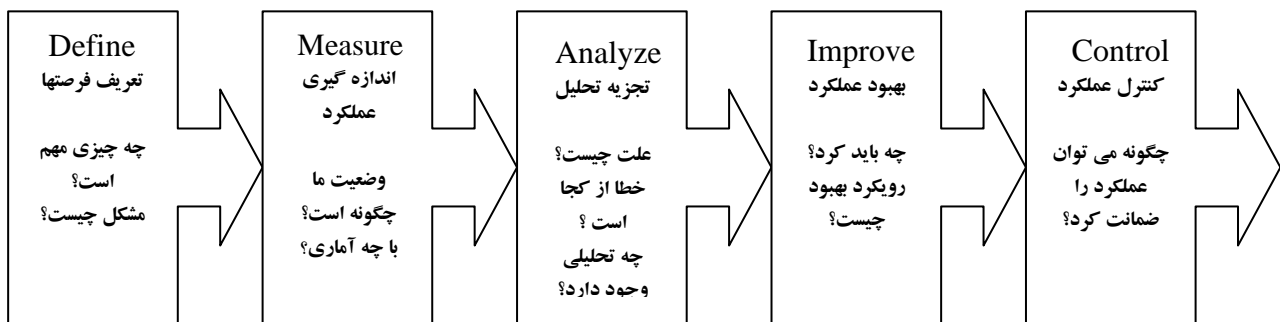 Define
تعریف فرصتها
چه چیزی مهم
است؟
مشکل چیست؟
Measure
اندازه گیری
عملکرد
وضعیت ما
چگونه است؟
با چه آماری؟
Analyze
تجزیه تحلیل
علت چیست؟
خطا از کجا
است ؟
چه تحلیلی
وجود دارد؟
Improve
بهبود عملکرد
چه باید کرد؟
رویکرد بهبود
چیست؟
Control
کنترل عملکرد
چگونه می توان
عملکرد را
ضمانت کرد؟